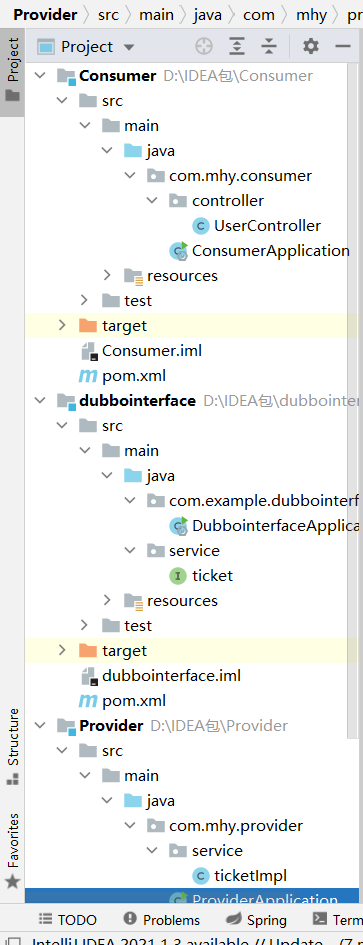 Provider > src > main > java > com > mhy > pr
Project
Project
Consumer D:\IDEA包\Consumer
src
main
java
com.mhy.consumer
controller
UserController
ConsumerApplication
resources
test
target
Consumer.iml
pom.xml
dubbointerface D:\IDEA包\dubbointer
src
main
java
com.example.dubbointerf
DubbointerfaceApplica
service
ticket
resources
test
target
dubbointerface.iml
pom.xml
Provider D:\IDEA包\Provider
src
main
java
com.mhy.provider
service
ticketImpl
ProviderApplication
Structure
Favorites
TODO
Problems
Spring
Term
IntelliJ IDEA 2021.1.3 available // Update...